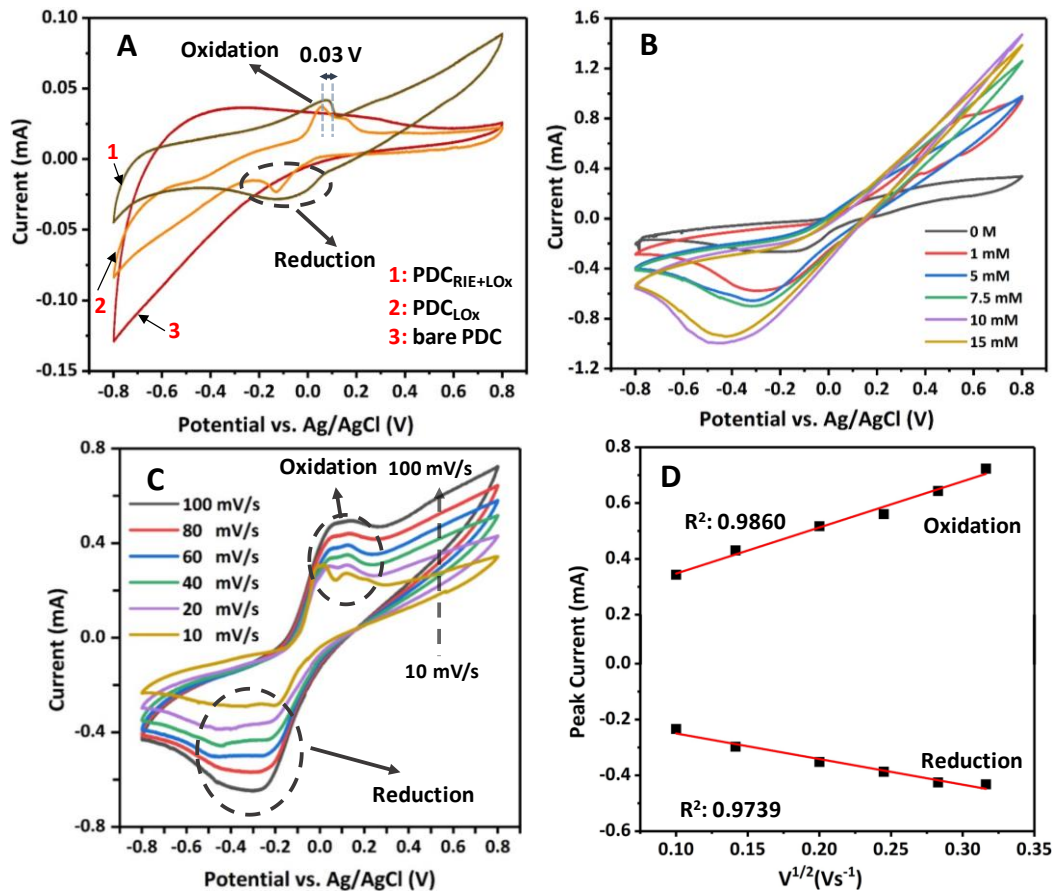 A
Oxidation
0.03 V
1
2
3
Reduction
1: PDC_RIE+LOx
2: PDC_LOx
3: bare PDC
0.10
0.05
0.00
-0.05
-0.10
-0.15
Current (mA)
-0.8 -0.6 -0.4 -0.2 0.0 0.2 0.4 0.6 0.8
Potential vs. Ag/AgCl (V)
B
1.6
1.2
0.8
0.4
0.0
-0.4
-0.8
-1.2
Current (mA)
0 M
1 mM
5 mM
7.5 mM
10 mM
15 mM
-0.8 -0.6 -0.4 -0.2 0.0 0.2 0.4 0.6 0.8
Potential vs. Ag/AgCl (V)
C
Oxidation
100 mV/s
100 mV/s
80 mV/s
60 mV/s
40 mV/s
20 mV/s
10 mV/s
10 mV/s
Reduction
0.8
0.4
0.0
-0.4
-0.8
Current (mA)
-0.8 -0.6 -0.4 -0.2 0.0 0.2 0.4 0.6 0.8
Potential vs. Ag/AgCl (V)
D
R²: 0.9860
Oxidation
Reduction
R²: 0.9739
0.8
0.6
0.4
0.2
0.0
-0.2
-0.4
-0.6
Peak Current (mA)
0.10 0.15 0.20 0.25 0.30 0.35
V^1/2(Vs⁻¹)